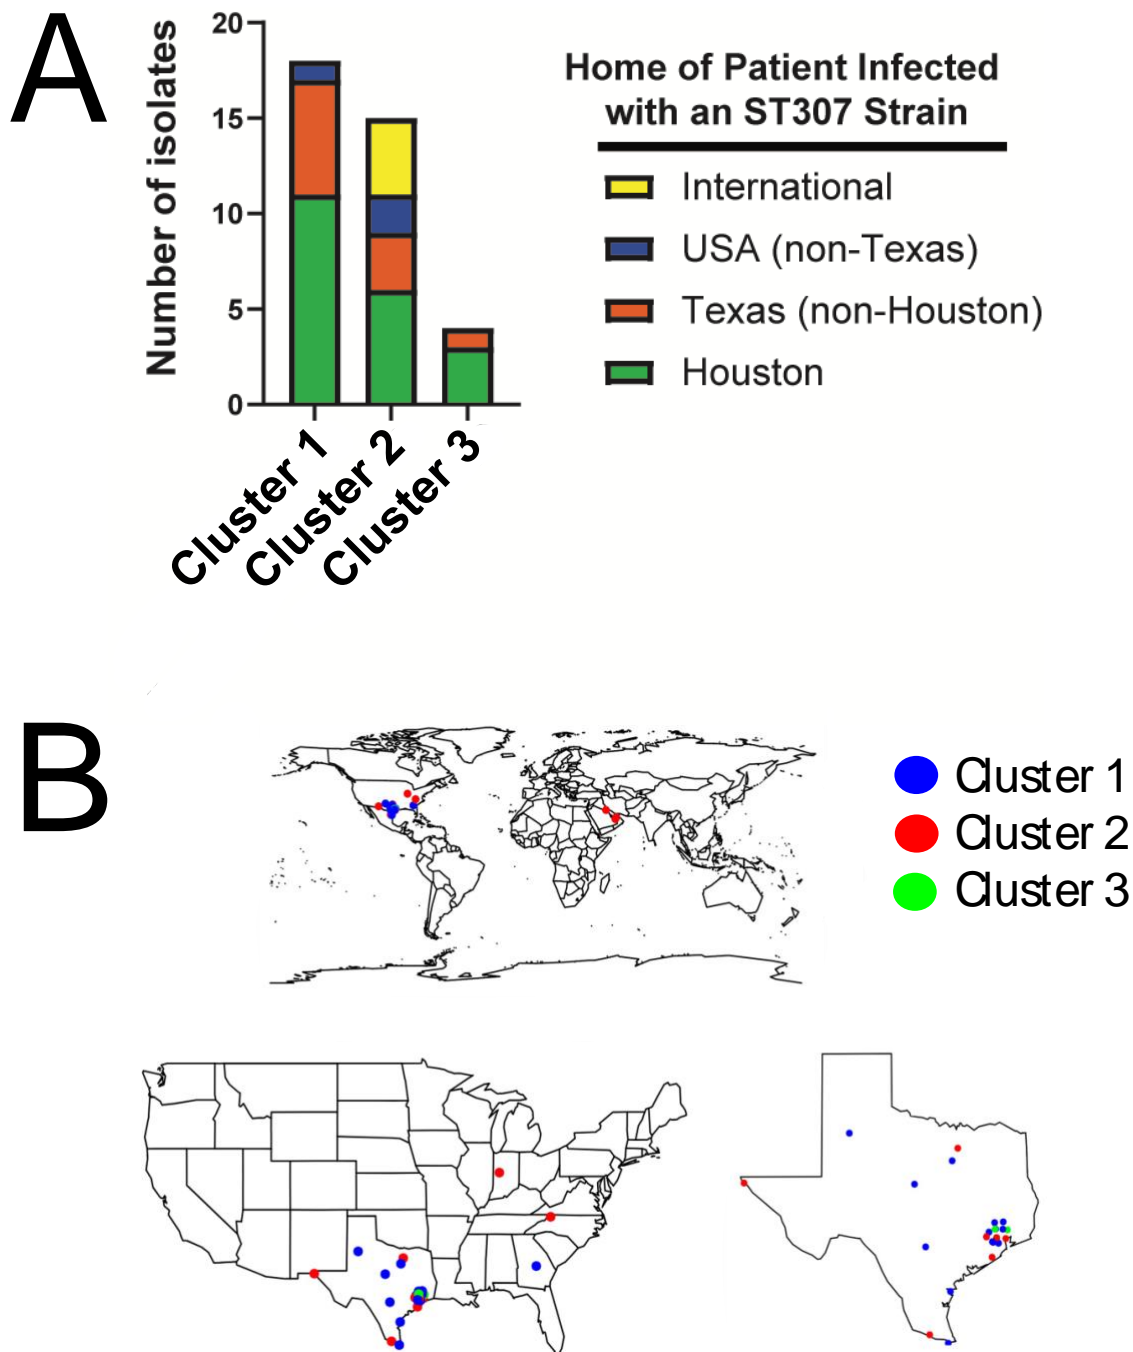 A
Number of isolates
20
15
10
5
0
Cluster 1
Cluster 2
Cluster 3
Home of Patient Infected
with an ST307 Strain
International
USA (non-Texas)
Texas (non-Houston)
Houston
B
Cluster 1
Cluster 2
Cluster 3